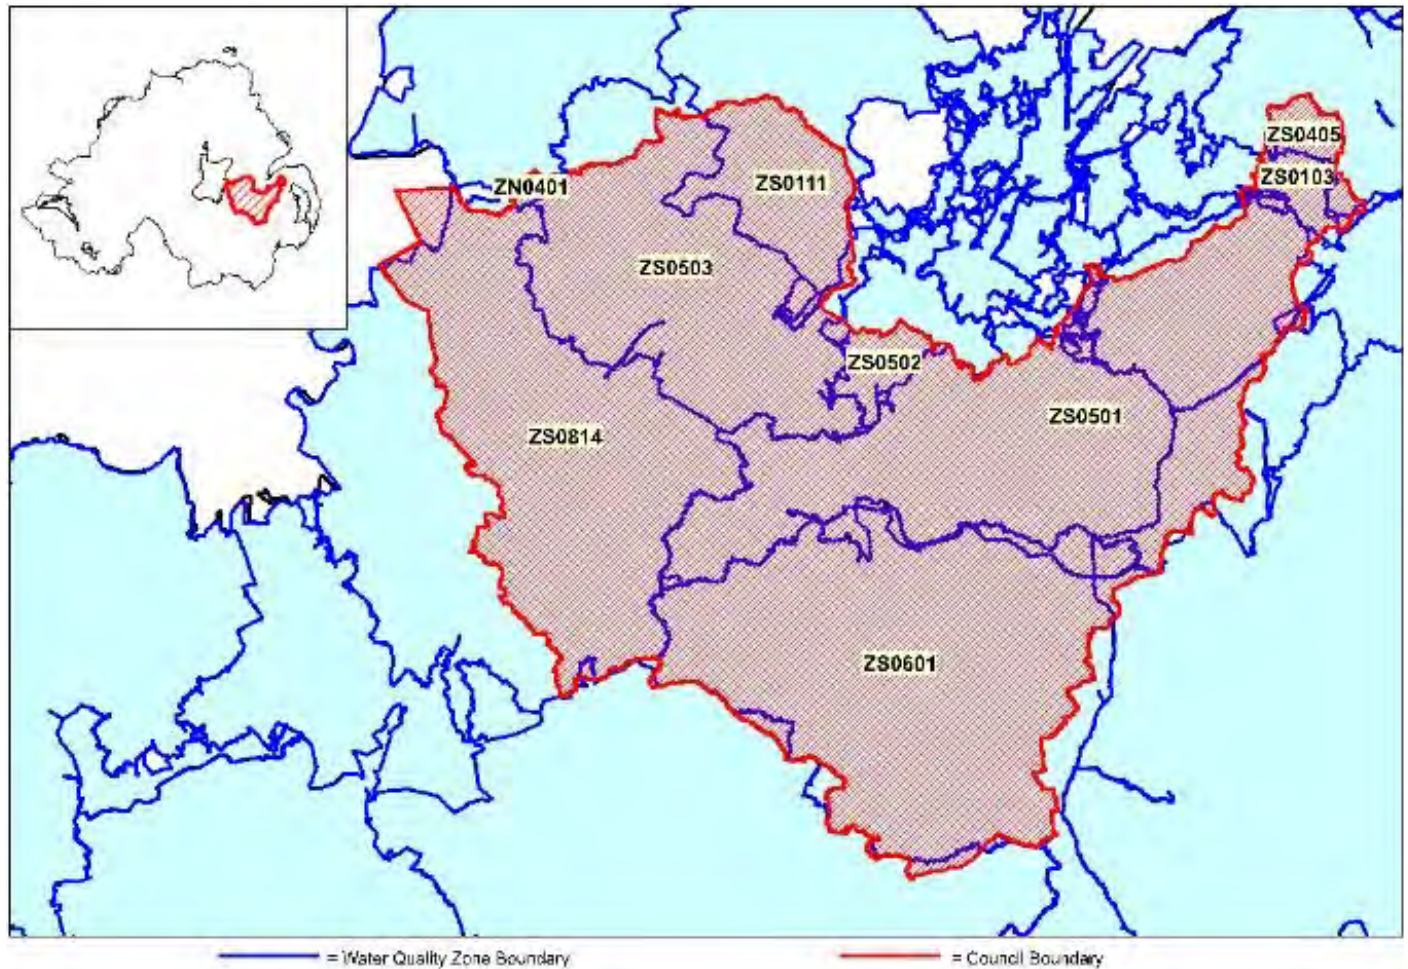 ZS0405
ZS0103
ZN0401
ZS0111
ZS0503
ZS0502
ZS0501
ZS0814
ZS0601
= Water Quality Zone Boundary
= Council Boundary